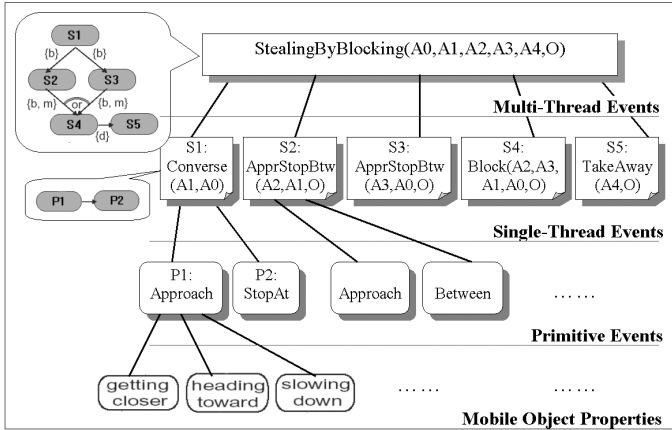 S1
{b} {b}
S2 S3
{b, m} or {b, m}
S4 S5
{d}
StealingByBlocking(A0,A1,A2,A3,A4,O)
Multi-Thread Events
S1:
Converse
(A1,A0)
S2:
ApprStopBtw
(A2,A1,O)
S3:
ApprStopBtw
(A3,A0,O)
S4:
Block(A2,A3,
A1,A0,O)
S5:
TakeAway
(A4,O)
P1 P2
Single-Thread Events
P1:
Approach
P2:
StopAt
Approach
Between
……
Primitive Events
getting
closer
heading
toward
slowing
down
……
……
Mobile Object Properties